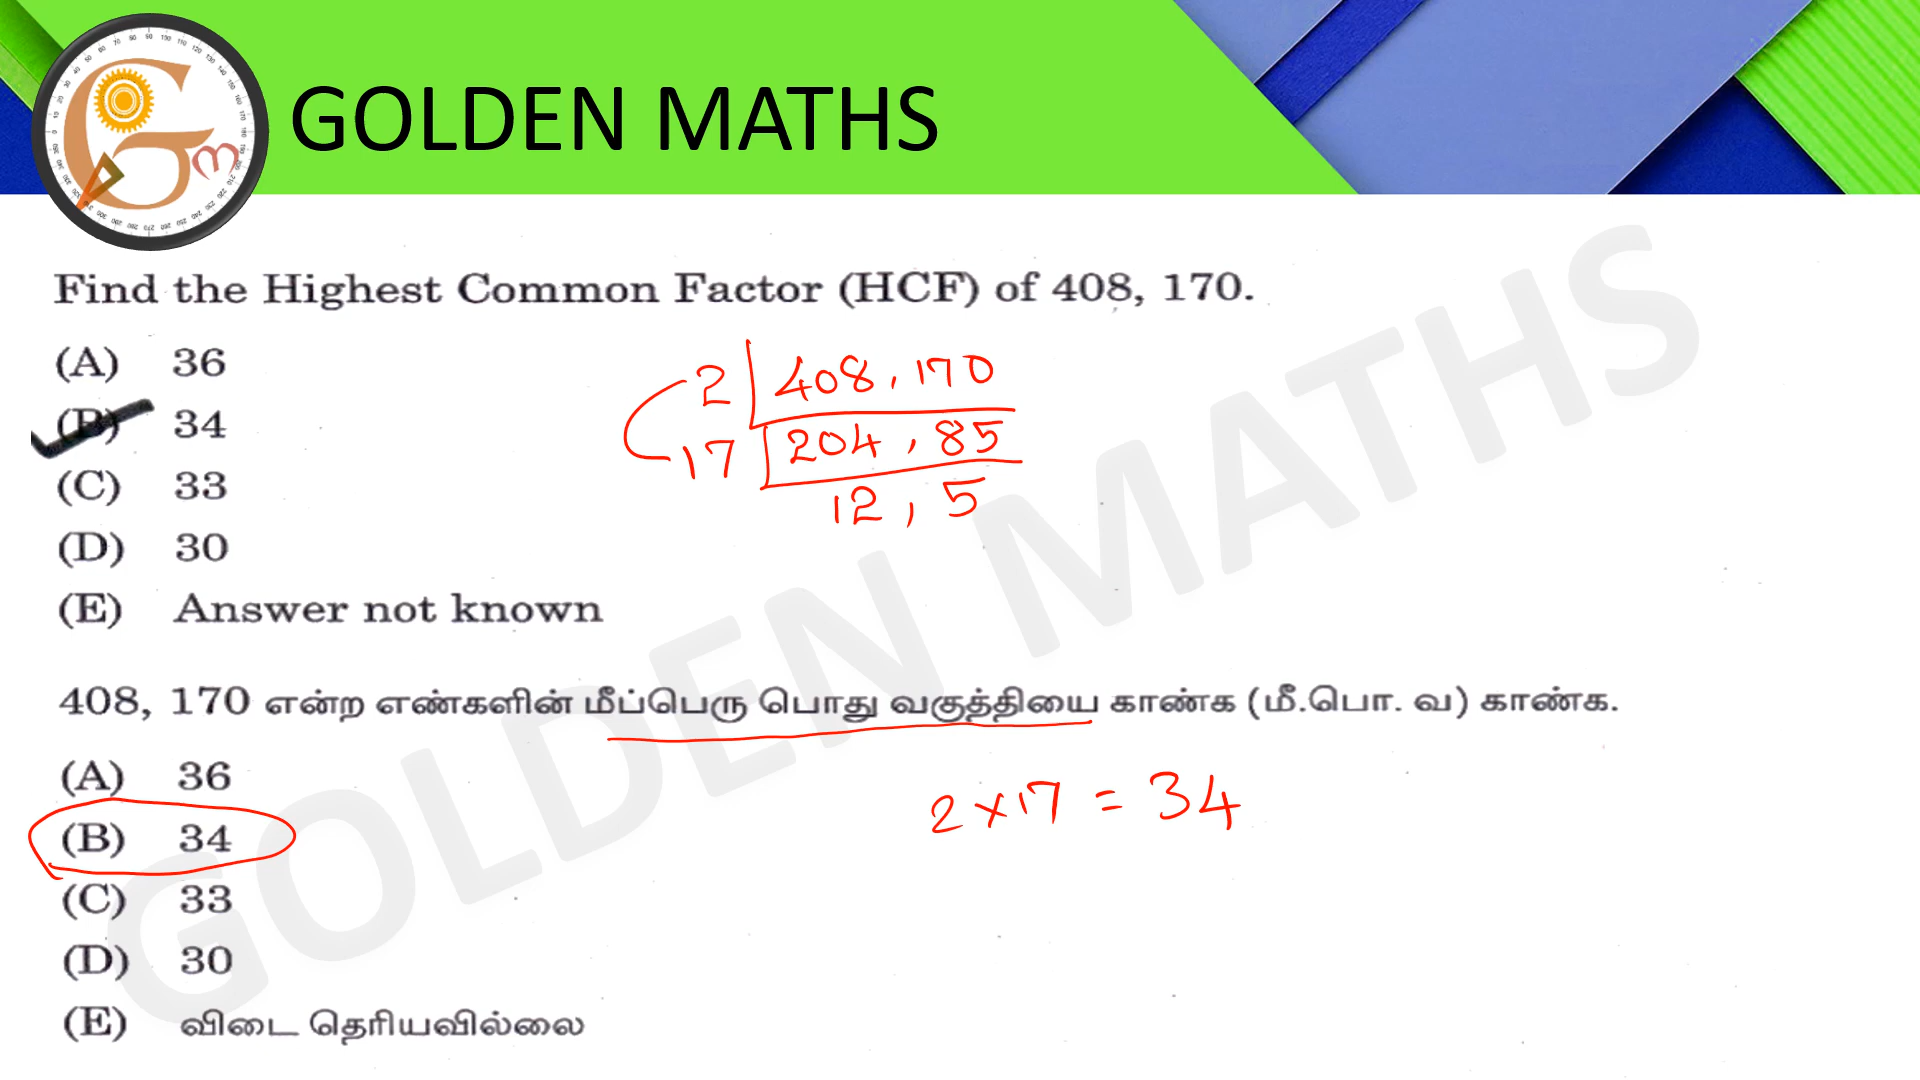 GOLDEN MATHS
Find the Highest Common Factor (HCF) of 408, 170.
(A) 36
(B) 34
(C) 33
(D) 30
(E) Answer not known
2 408, 170
17 204, 85
12, 5
408, 170 என்ற எண்களின் மீப்பெரு பொது வகுத்தியை காண்க (மீ.பொ. வ) காண்க.
(A) 36
(B) 34
(C) 33
(D) 30
(E) விடை தெரியவில்லை
2 × 17 = 34
GOLDEN MATHS